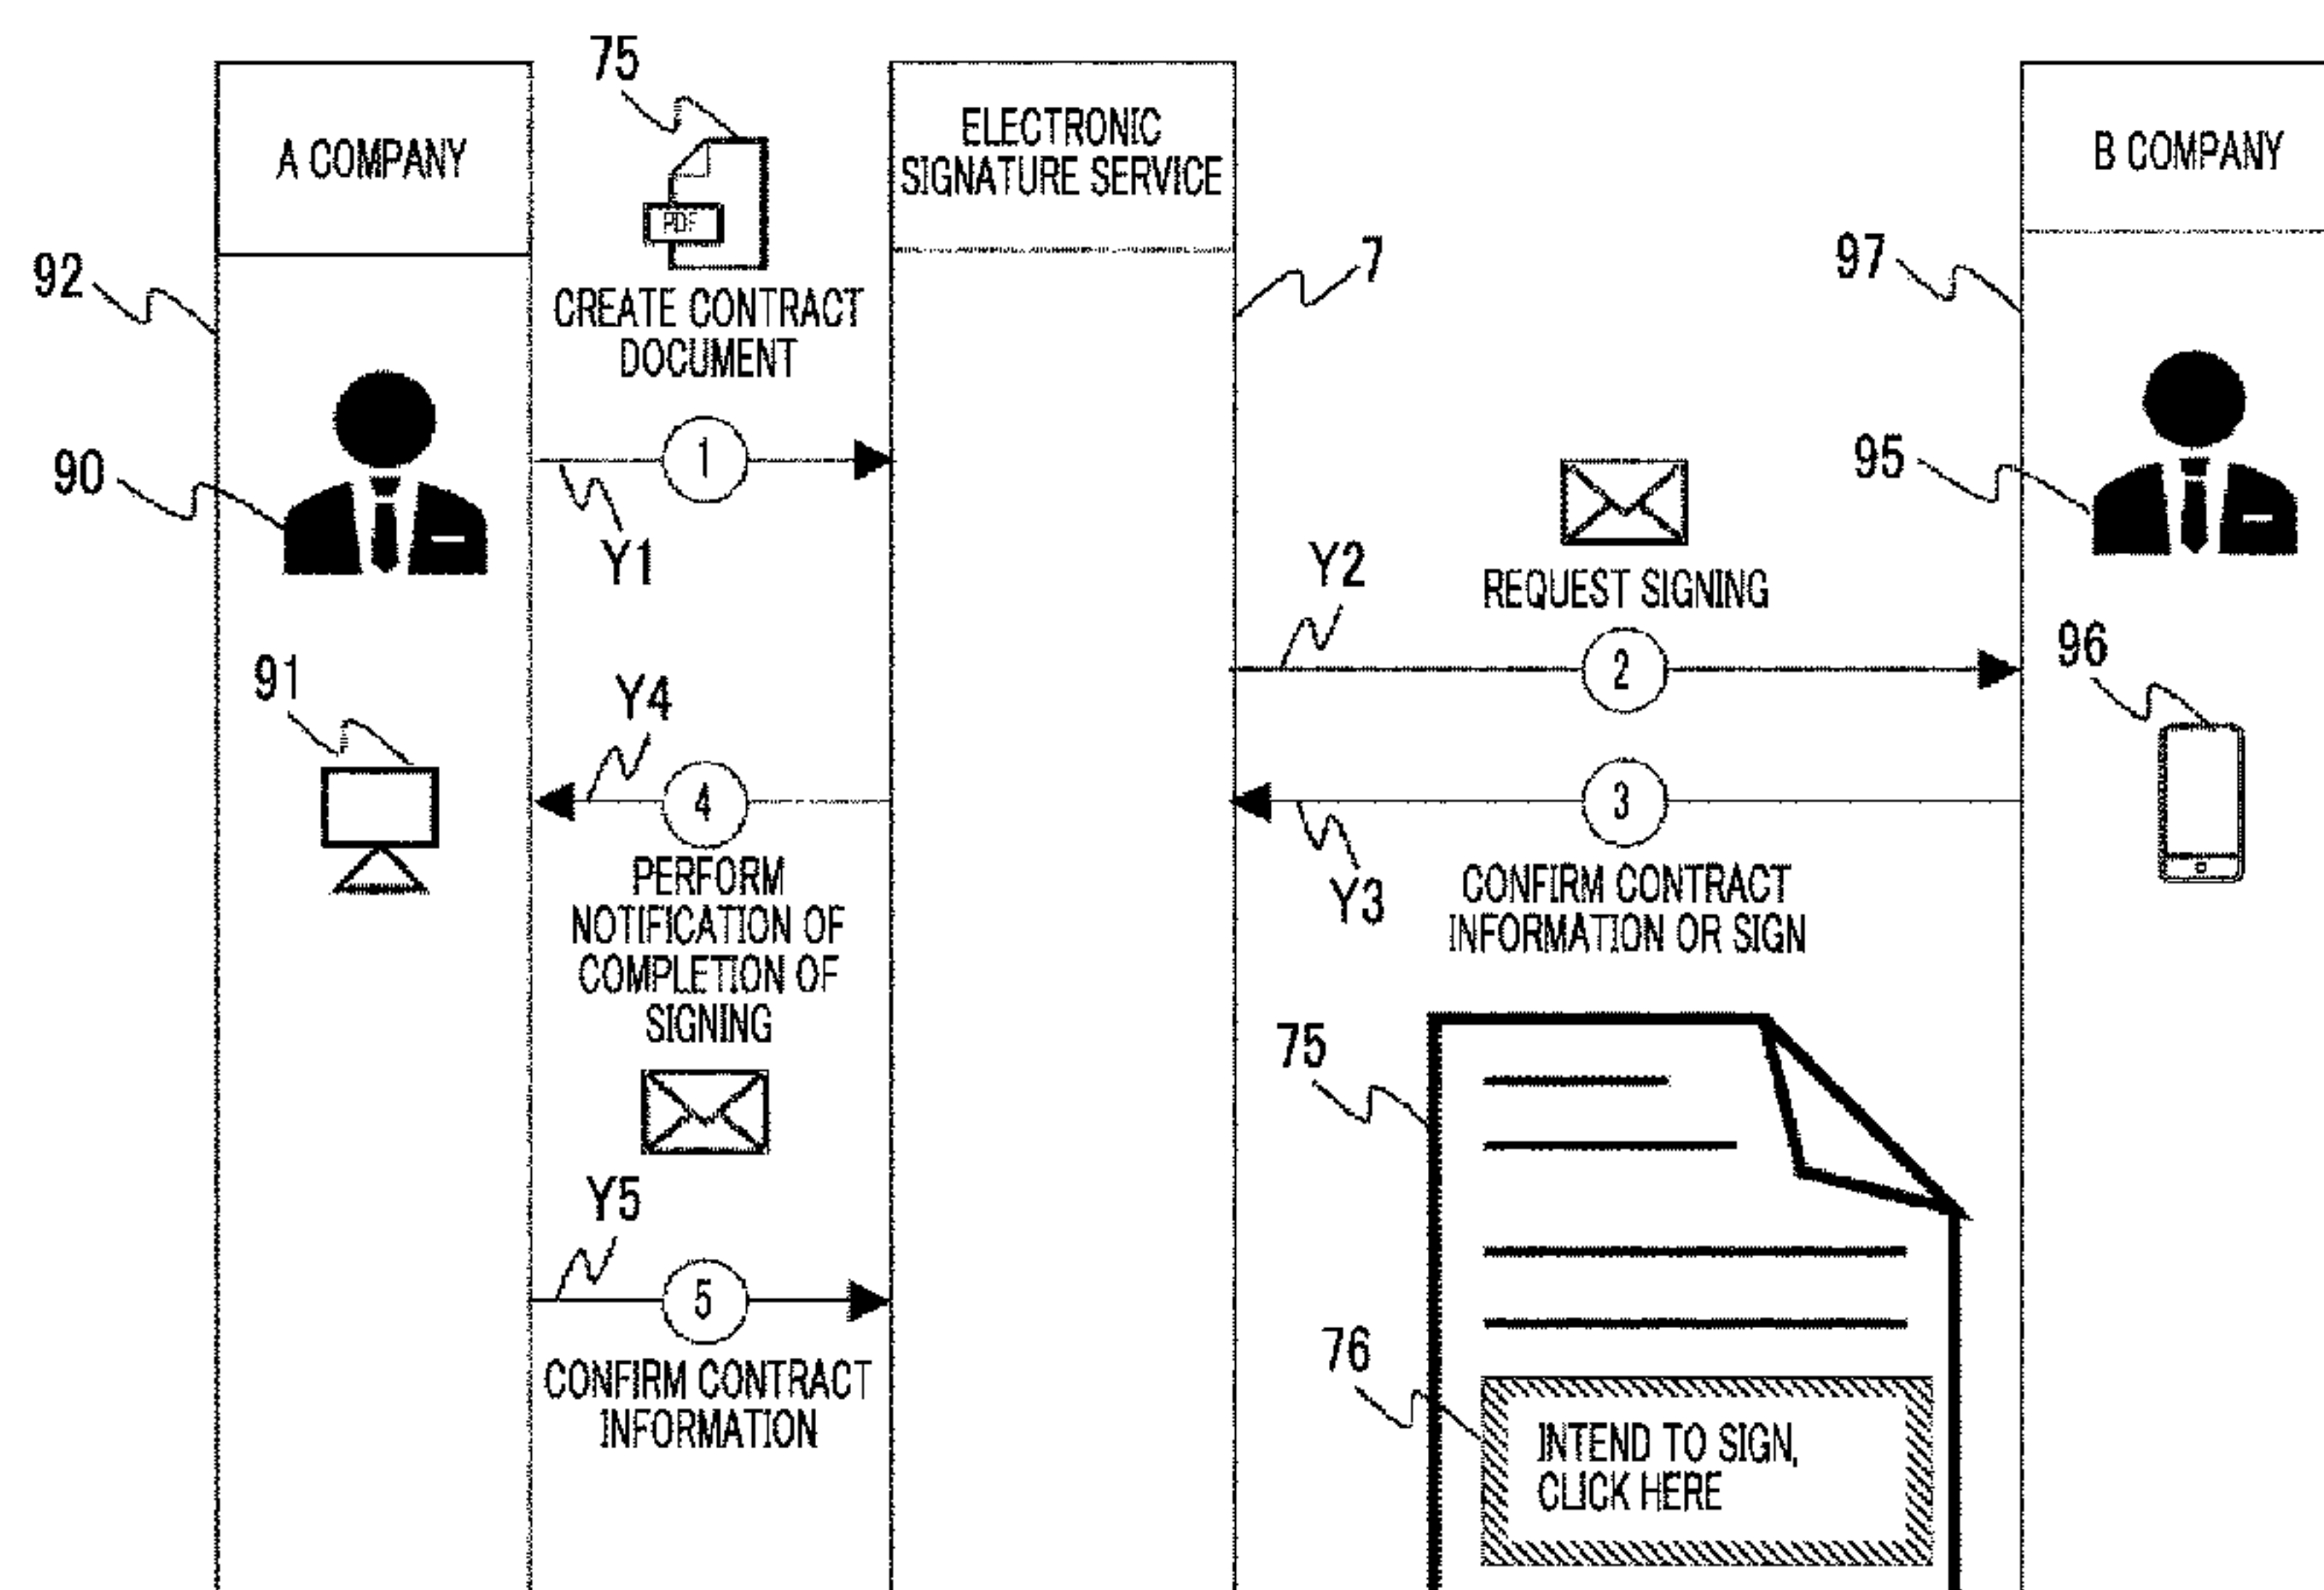 75
A COMPANY
ELECTRONIC
SIGNATURE SERVICE
B COMPANY
PDF
92
7
97
CREATE CONTRACT
DOCUMENT
90
1
95
Y1
Y2
REQUEST SIGNING
91
Y4
2
96
4
3
PERFORM
NOTIFICATION OF
COMPLETION OF
SIGNING
Y3
CONFIRM CONTRACT
INFORMATION OR SIGN
75
Y5
5
CONFIRM CONTRACT
INFORMATION
76
INTEND TO SIGN,
CLICK HERE